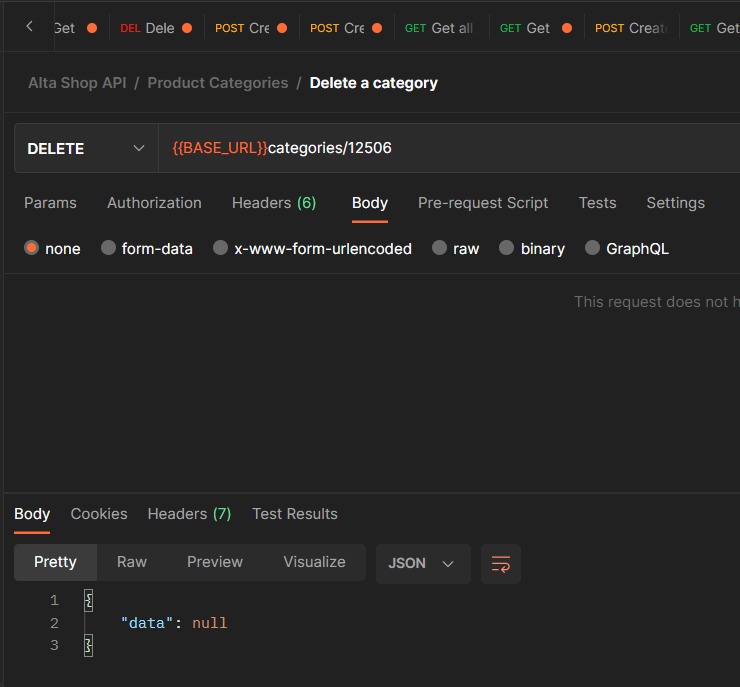 Get DEL Dele POST Cre POST Cre GET Get all GET Get POST Creat GET Get
Alta Shop API / Product Categories / Delete a category
DELETE {{BASE_URL}}categories/12506
Params Authorization Headers (6) Body Pre-request Script Tests Settings
none form-data x-www-form-urlencoded raw binary GraphQL
This request does not h
Body Cookies Headers (7) Test Results
Pretty Raw Preview Visualize JSON
1 {
2 "data": null
3 }